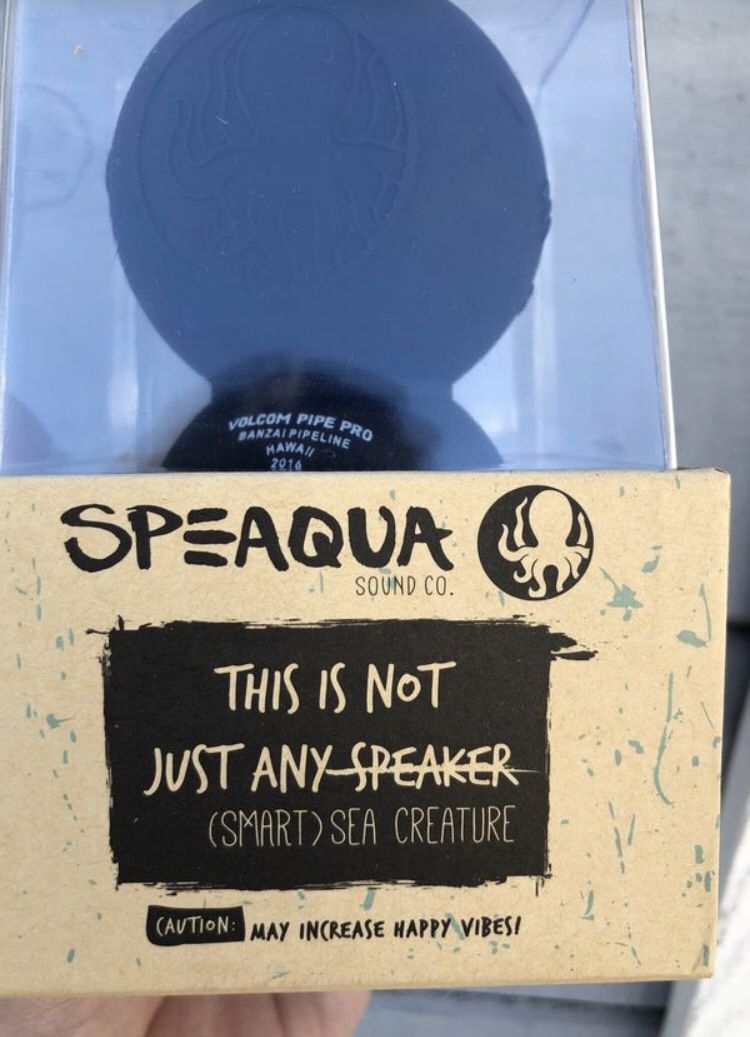 VOLCOM PIPE PRO
BANZAI PIPELINE
HAWAII
2016
SPEAQUA
SOUND CO.
THIS IS NOT
JUST ANY SPEAKER
(SMART) SEA CREATURE
CAUTION: MAY INCREASE HAPPY VIBES!